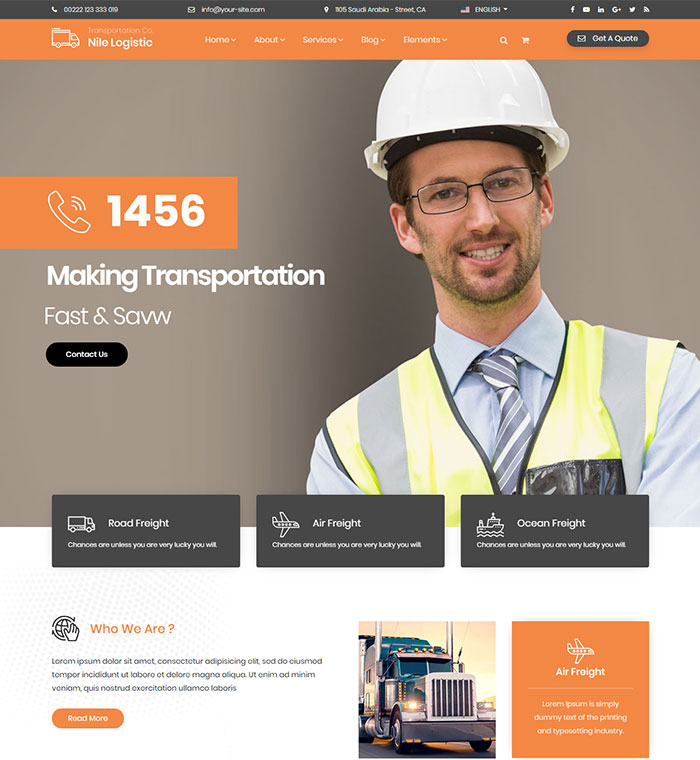 00222 123 333 019
info@your-site.com
1105 Saudi Arabia - Street, CA
ENGLISH
Transportation Co.
Nile Logistic
Home
About
Services
Blog
Elements
Get A Quote
1456
Making Transportation
Fast & Savw
Contact Us
Road Freight
Chances are unless you are very lucky you will.
Air Freight
Chances are unless you are very lucky you will.
Ocean Freight
Chances are unless you are very lucky you will.
Who We Are ?
Lorem ipsum dolor sit amet, consectetur adipisicing elit, sed do eiusmod
tempor incididunt ut labore et dolore magna aliqua. Ut enim ad minim
veniam, quis nostrud exercitation ullamco laboris
Read More
Air Freight
Lorem Ipsum is simply
dummy text of the printing
and typesetting industry.